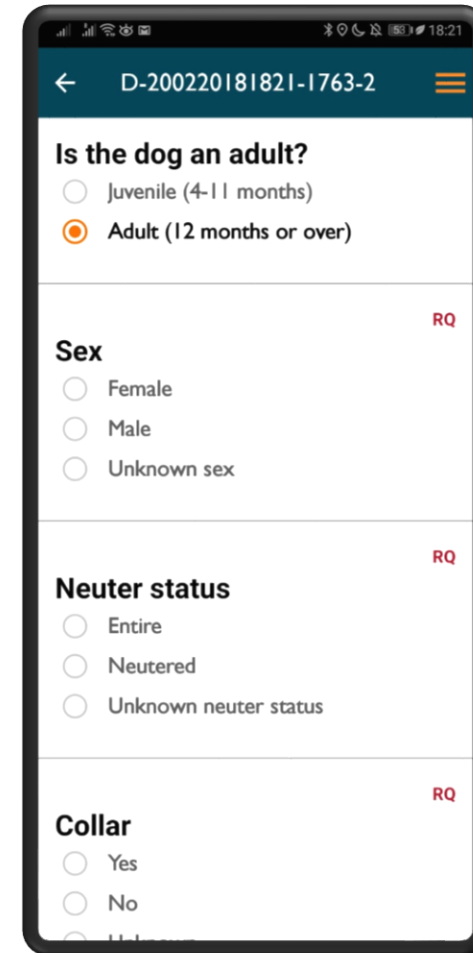 53 18:21
D-200220181821-1763-2
Is the dog an adult?
Juvenile (4-11 months)
Adult (12 months or over)
RQ
Sex
Female
Male
Unknown sex
RQ
Neuter status
Entire
Neutered
Unknown neuter status
RQ
Collar
Yes
No